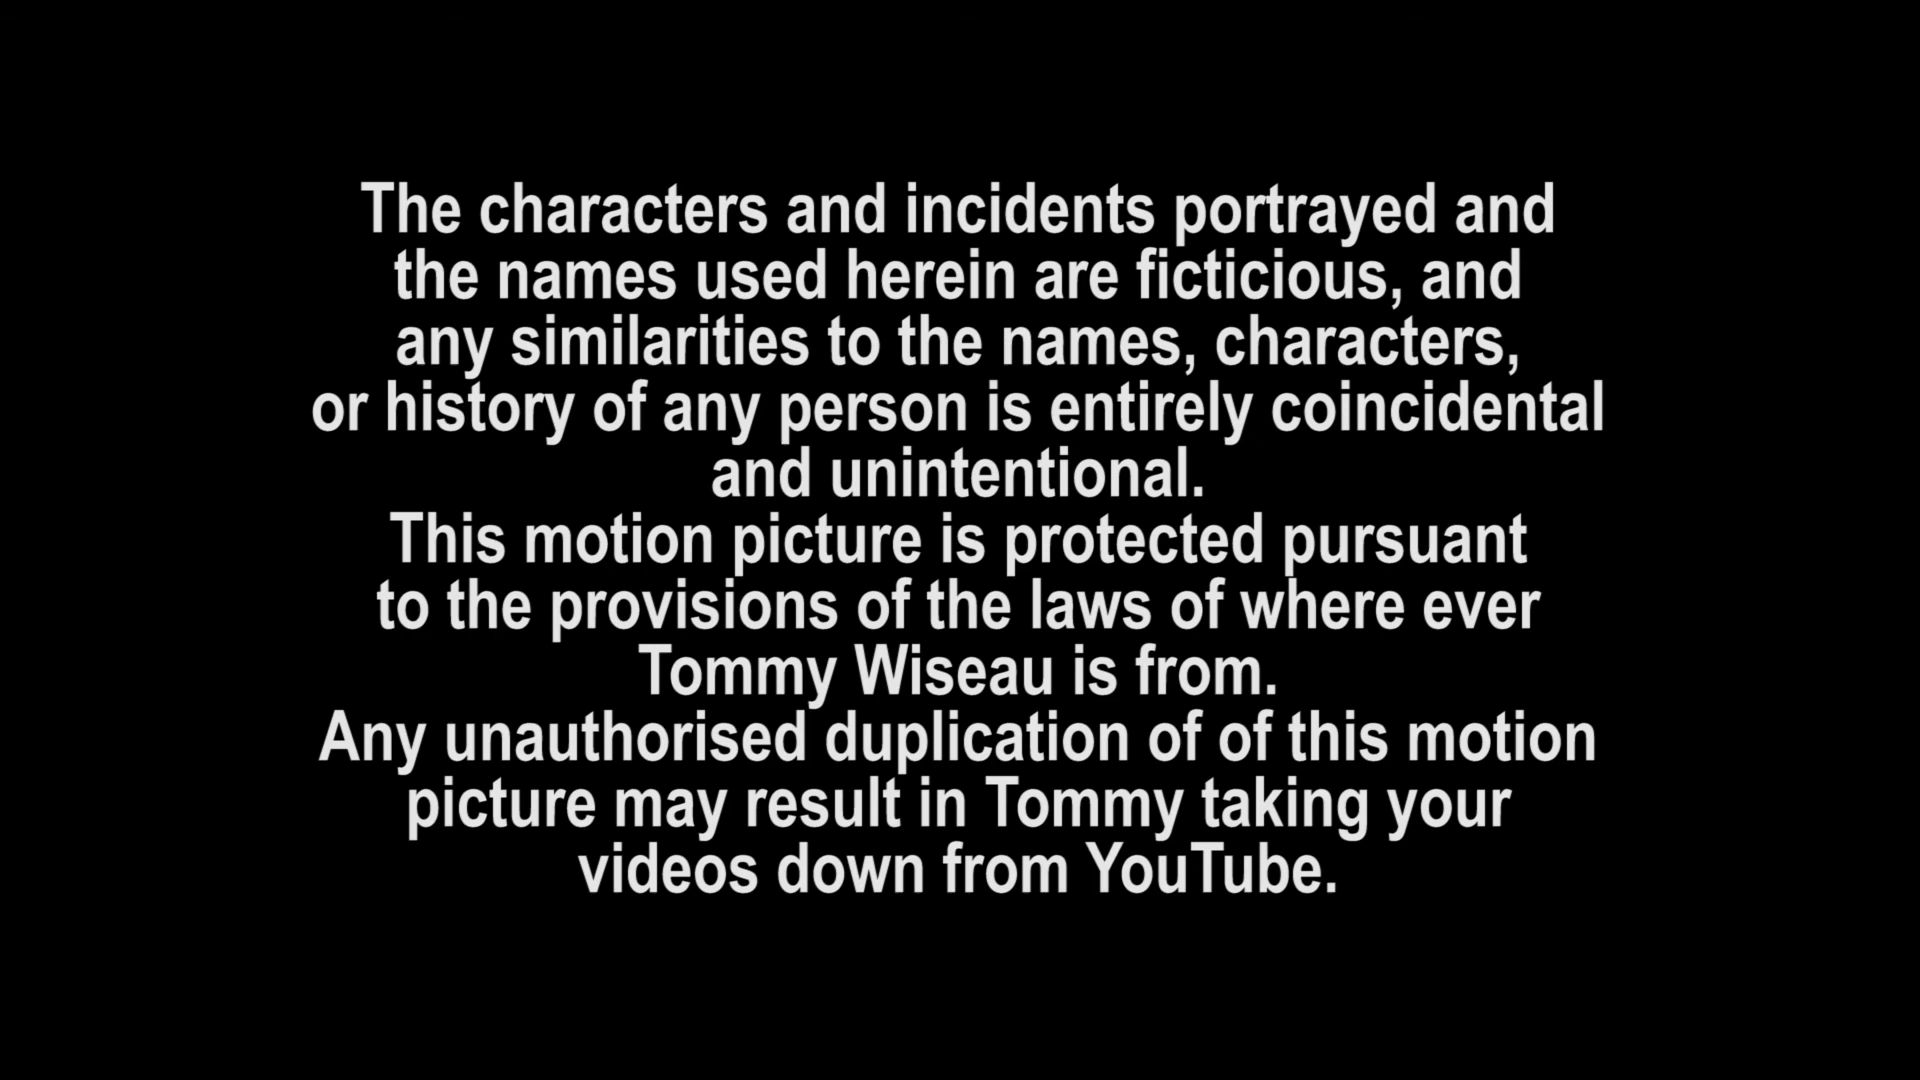 The characters and incidents portrayed and
the names used herein are ficticious, and
any similarities to the names, characters,
or history of any person is entirely coincidental
and unintentional.
This motion picture is protected pursuant
to the provisions of the laws of where ever
Tommy Wiseau is from.
Any unauthorised duplication of of this motion
picture may result in Tommy taking your
videos down from YouTube.